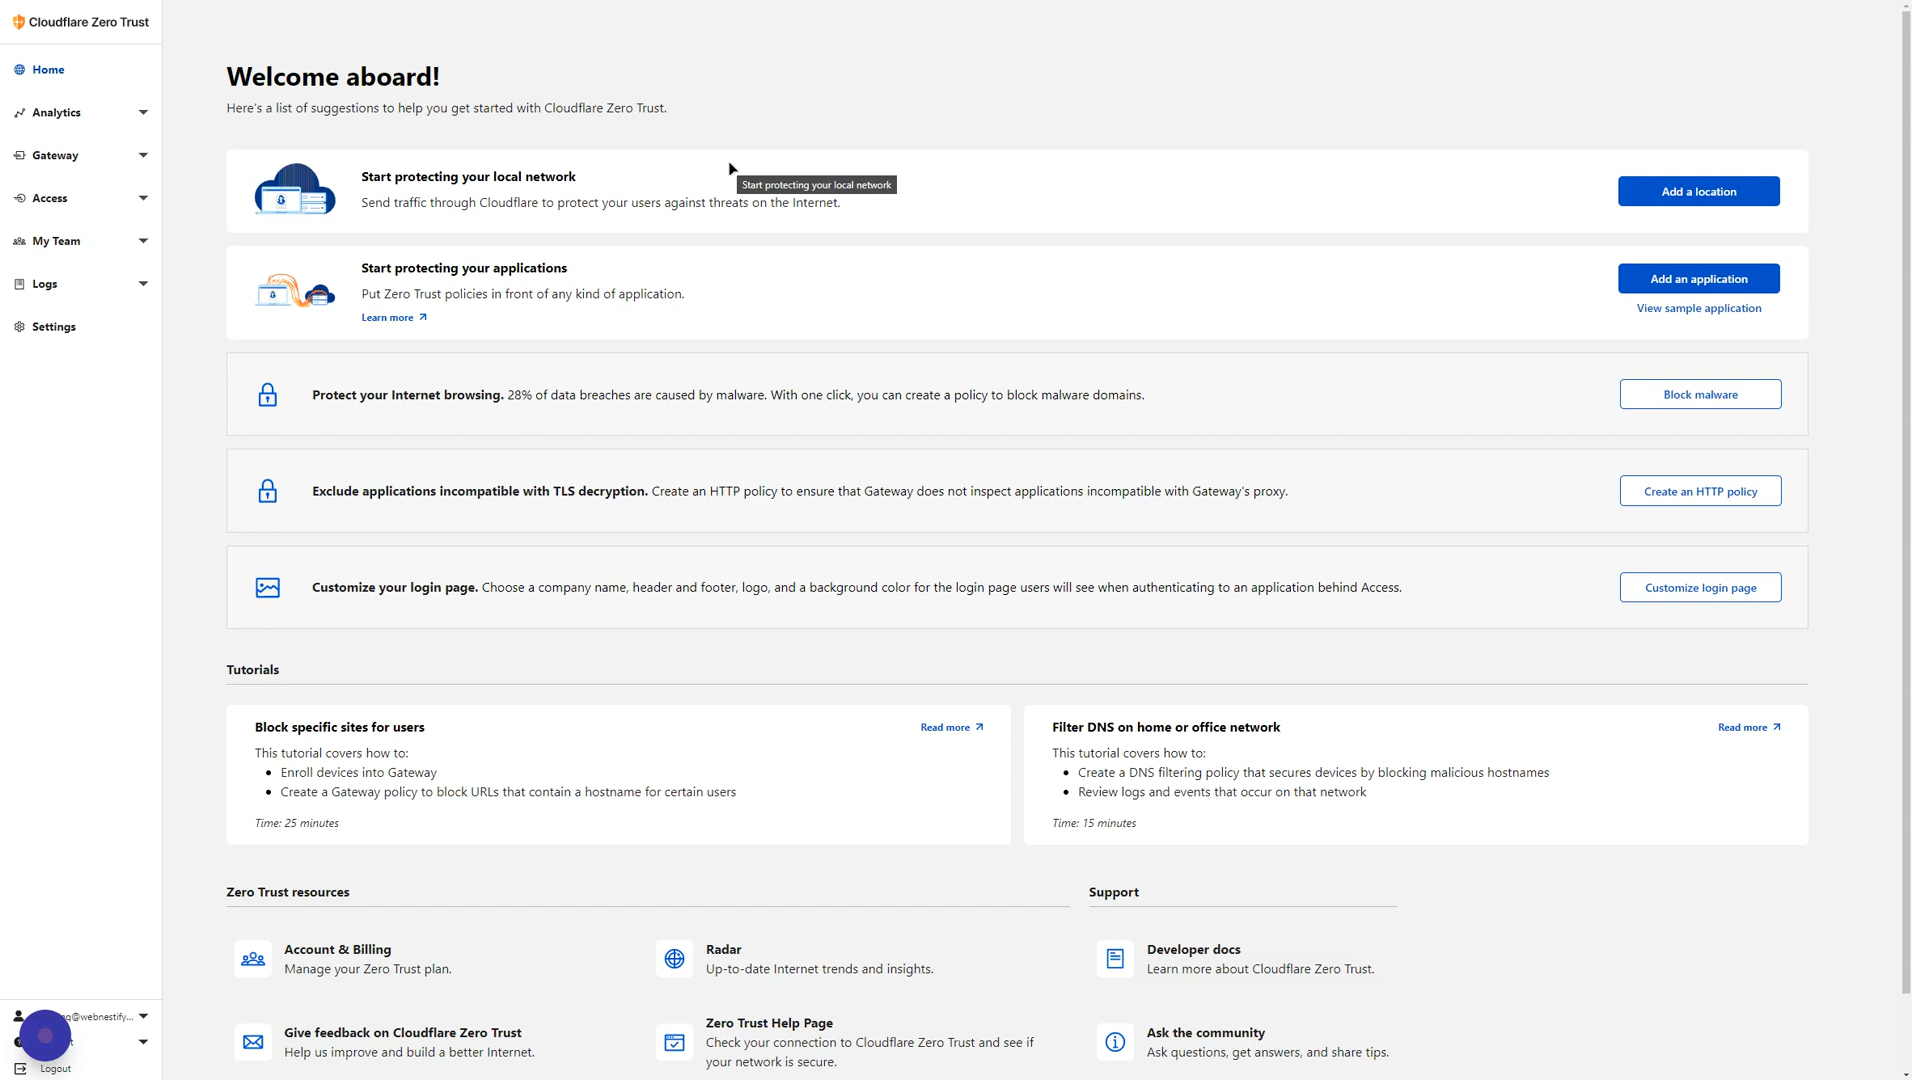 Cloudflare Zero Trust
Home
Analytics
Gateway
Access
My Team
Logs
Settings
Welcome aboard!
Here's a list of suggestions to help you get started with Cloudflare Zero Trust.
Start protecting your local network
Start protecting your local network
Send traffic through Cloudflare to protect your users against threats on the Internet.
Add a location
Start protecting your applications
Put Zero Trust policies in front of any kind of application.
Learn more
Add an application
View sample application
Protect your Internet browsing. 28% of data breaches are caused by malware. With one click, you can create a policy to block malware domains.
Block malware
Exclude applications incompatible with TLS decryption. Create an HTTP policy to ensure that Gateway does not inspect applications incompatible with Gateway's proxy.
Create an HTTP policy
Customize your login page. Choose a company name, header and footer, logo, and a background color for the login page users will see when authenticating to an application behind Access.
Customize login page
Tutorials
Block specific sites for users
Read more
This tutorial covers how to:
• Enroll devices into Gateway
• Create a Gateway policy to block URLs that contain a hostname for certain users
Time: 25 minutes
Filter DNS on home or office network
Read more
This tutorial covers how to:
• Create a DNS filtering policy that secures devices by blocking malicious hostnames
• Review logs and events that occur on that network
Time: 15 minutes
Zero Trust resources
Account & Billing
Manage your Zero Trust plan.
Radar
Up-to-date Internet trends and insights.
Give feedback on Cloudflare Zero Trust
Help us improve and build a better Internet.
Zero Trust Help Page
Check your connection to Cloudflare Zero Trust and see if
your network is secure.
Support
Developer docs
Learn more about Cloudflare Zero Trust.
Ask the community
Ask questions, get answers, and share tips.
@webnestify...
Logout